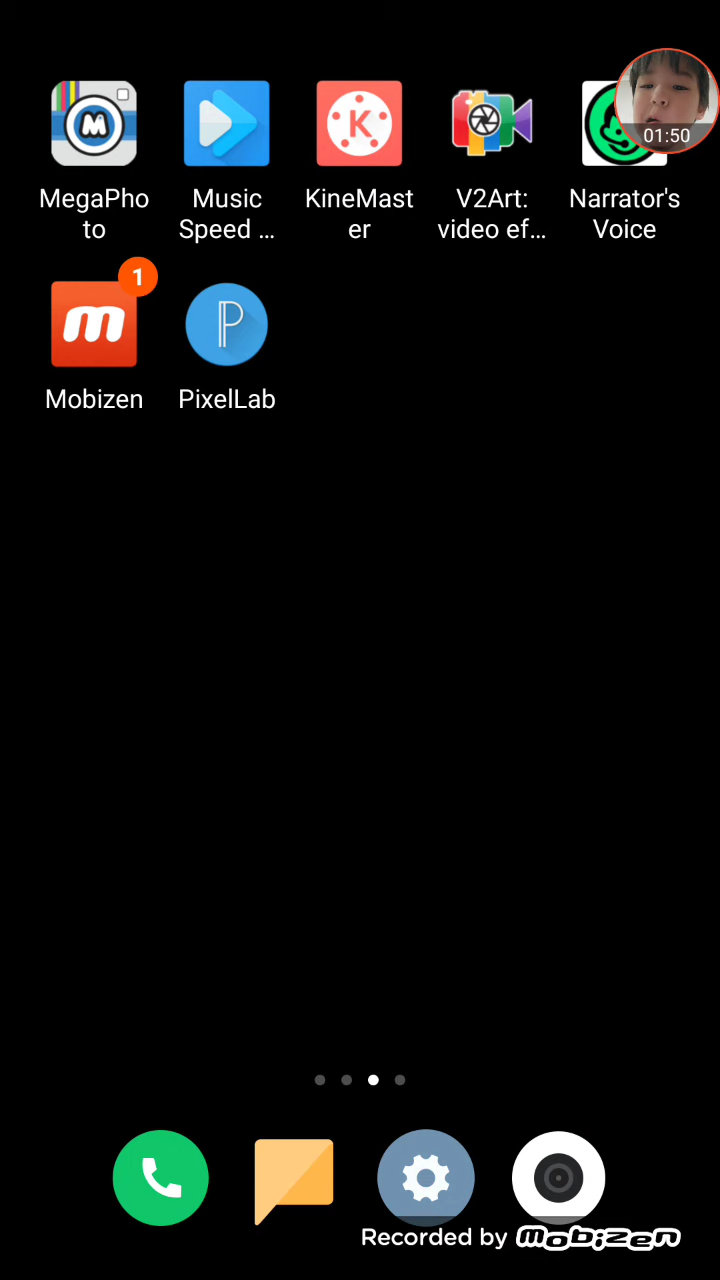 01:50
MegaPho
to
Music
Speed ...
KineMast
er
V2Art:
video ef...
Narrator's
Voice
1
Mobizen
PixelLab
Recorded by mobizen